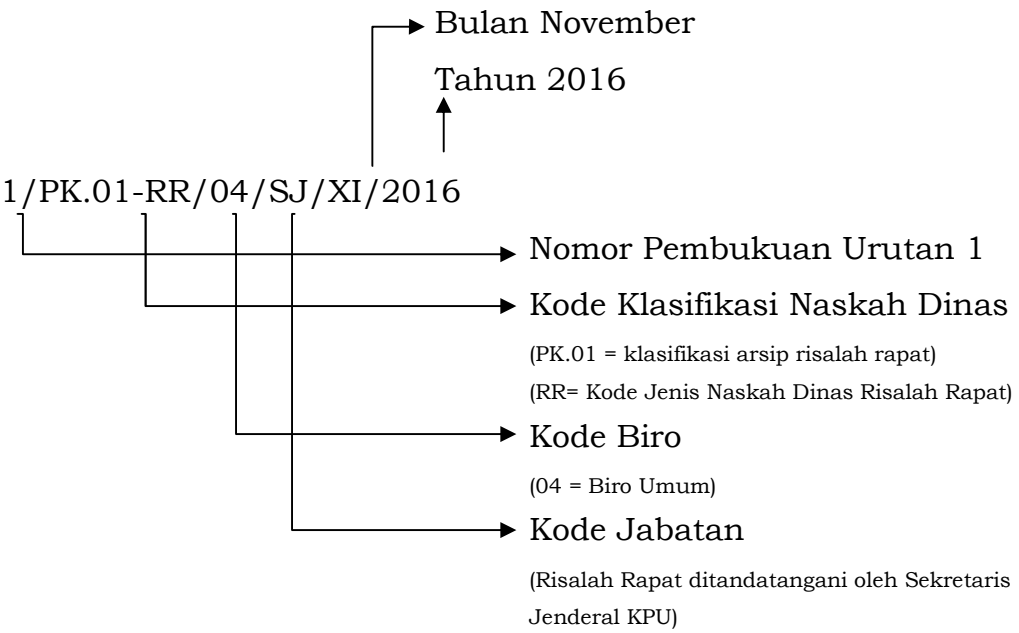 Bulan November
Tahun 2016
1/PK.01-RR/04/SJ/XI/2016
Nomor Pembukuan Urutan 1
Kode Klasifikasi Naskah Dinas
(PK.01 = klasifikasi arsip risalah rapat)
(RR= Kode Jenis Naskah Dinas Risalah Rapat)
Kode Biro
(04 = Biro Umum)
Kode Jabatan
(Risalah Rapat ditandatangani oleh Sekretaris
Jenderal KPU)